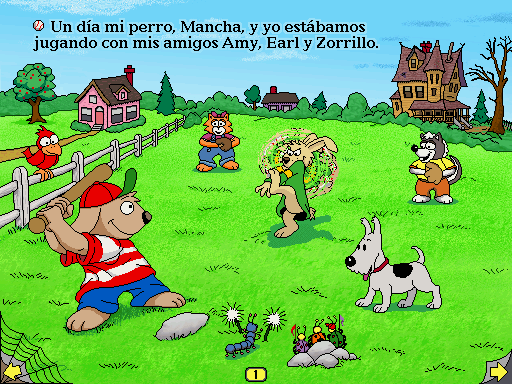 Un día mi perro, Mancha, y yo estábamos
jugando con mis amigos Amy, Earl y Zorrillo.
1